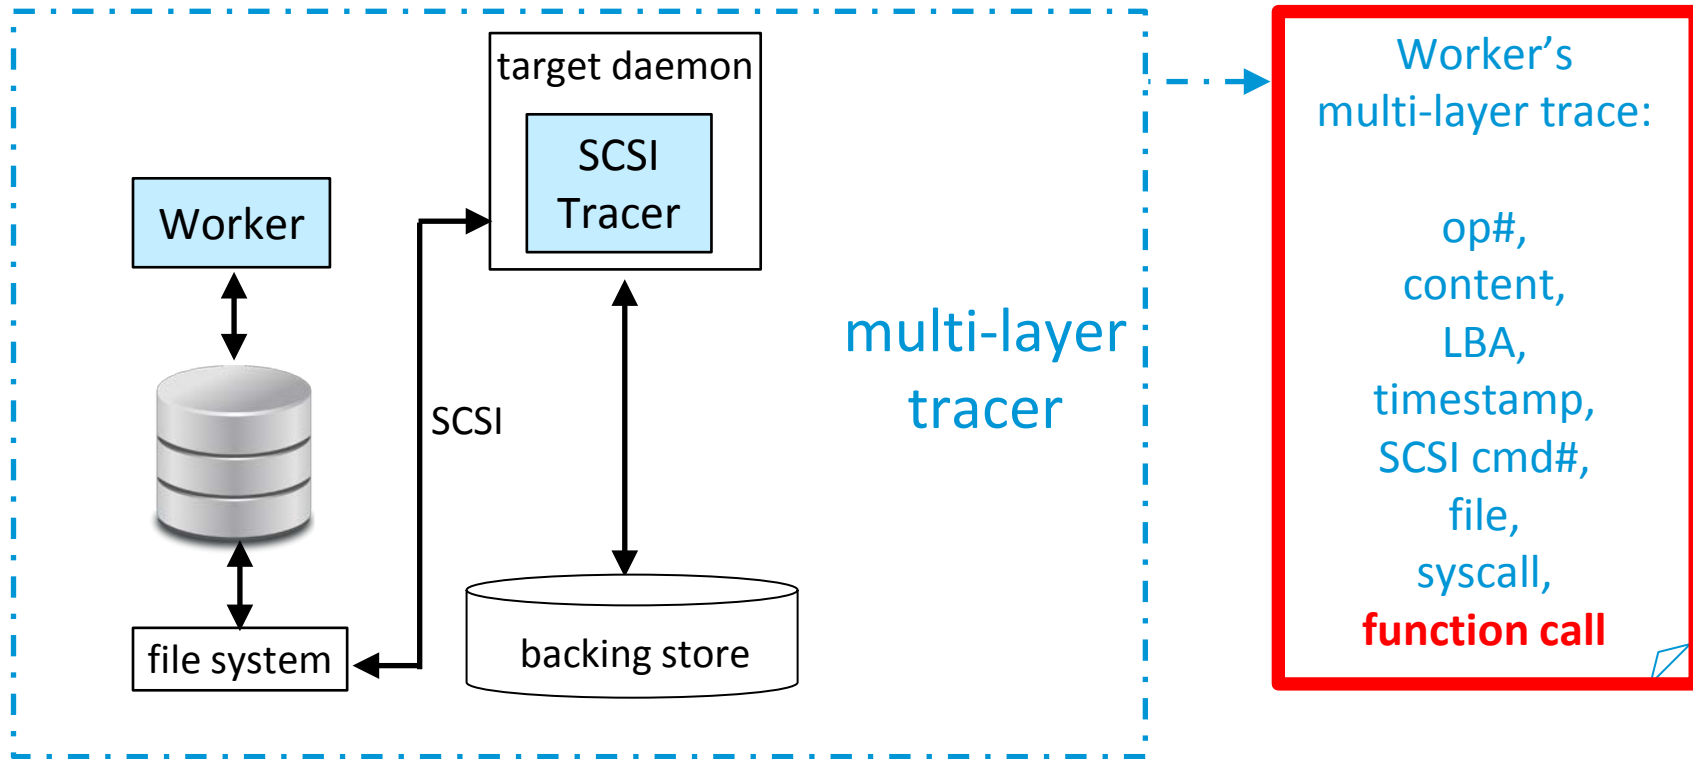 target daemon
SCSI
Tracer
Worker
SCSI
file system
backing store
multi-layer
tracer
Worker’s
multi-layer trace:
op#,
content,
LBA,
timestamp,
SCSI cmd#,
file,
syscall,
function call